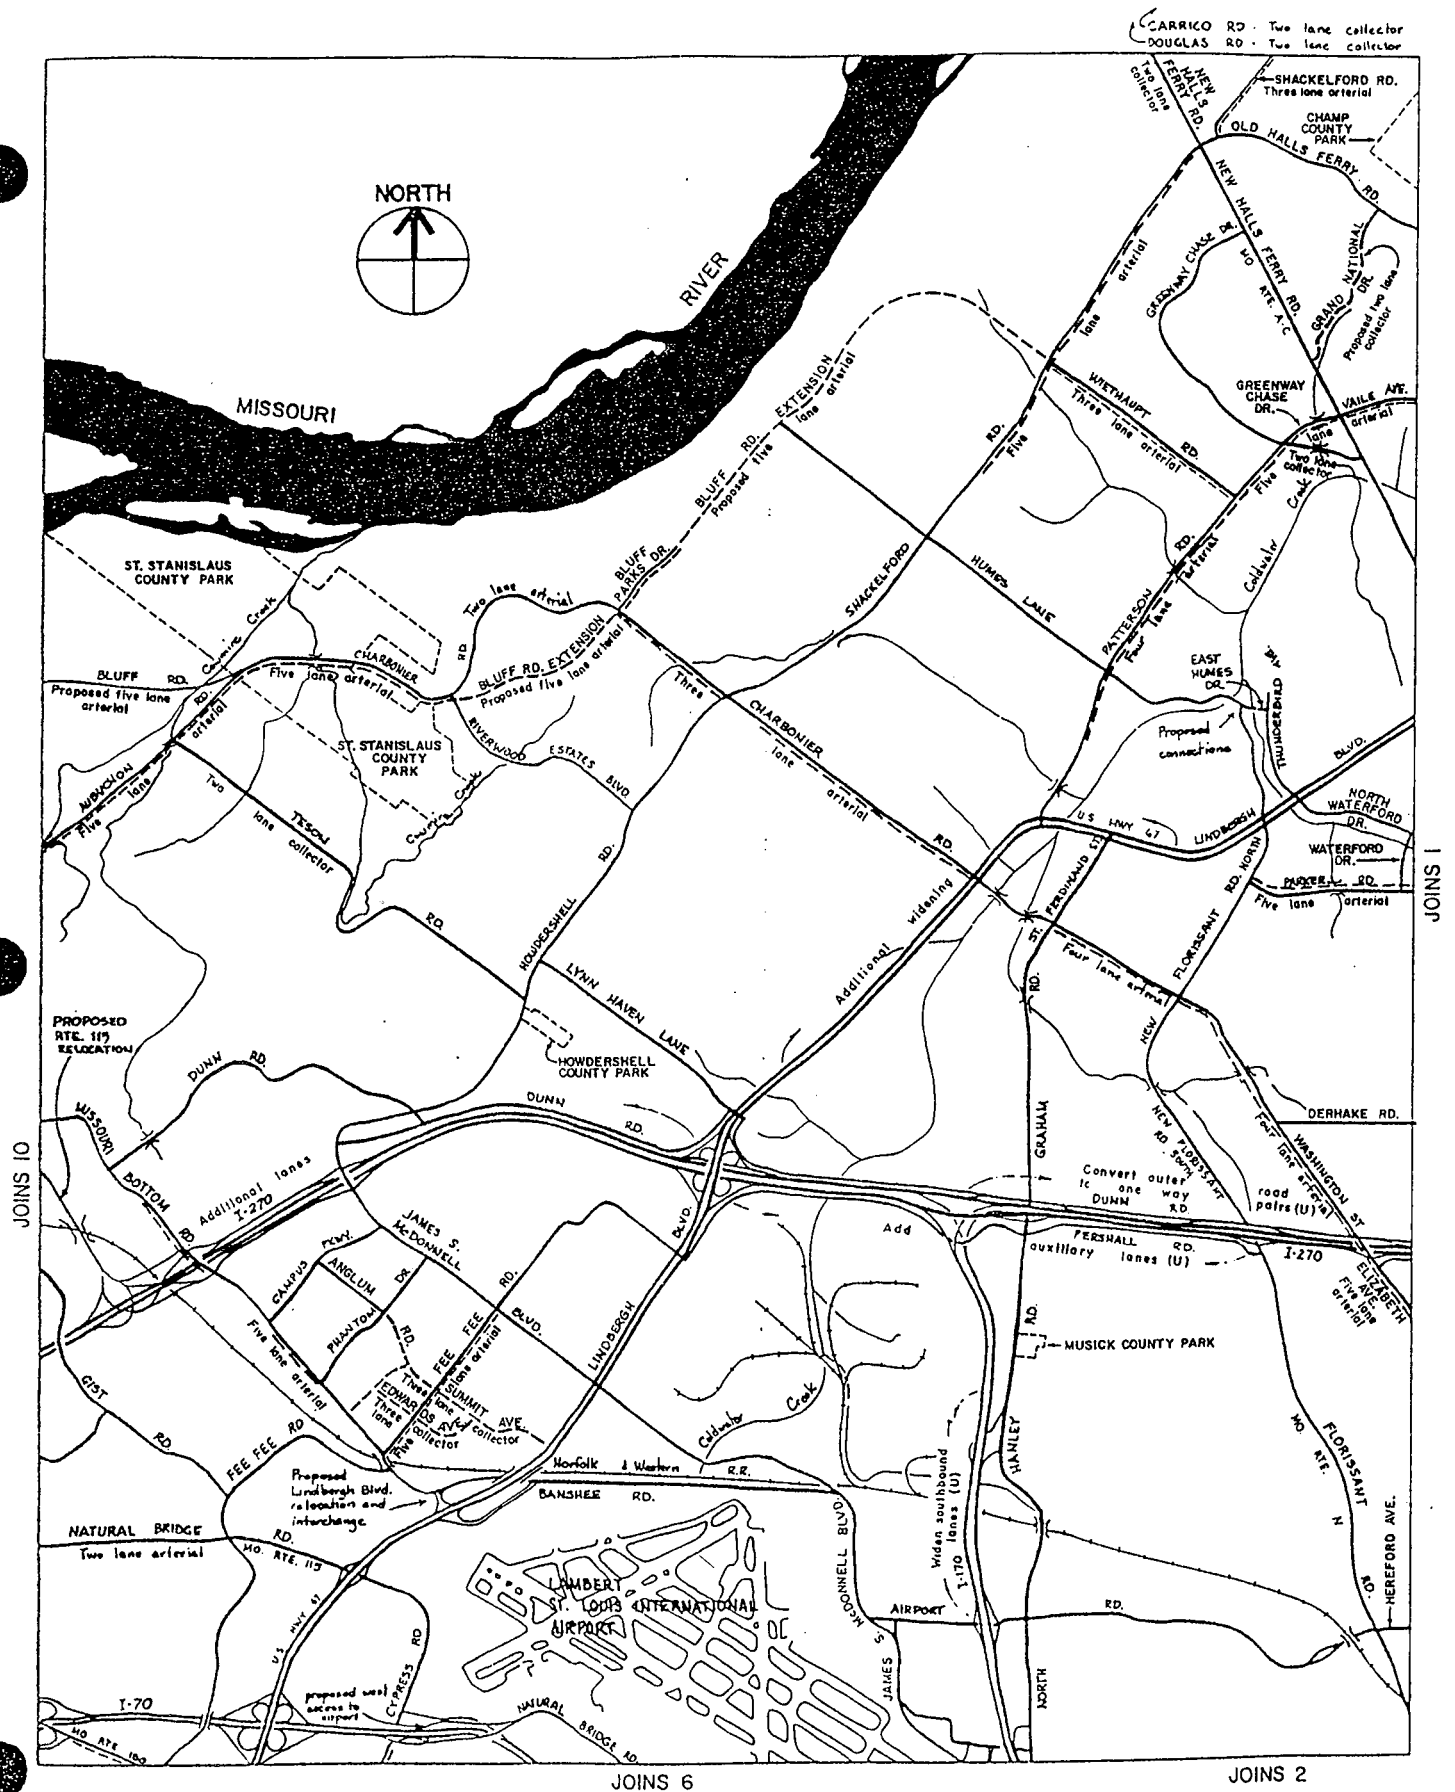 CARRICO RD - Two lane collector
DOUGLAS RD - Two lane collector
NEW HALLS FERRY RD.
Two lane collector
SHACKELFORD RD.
Three lane arterial
CHAMP
COUNTY
PARK
OLD HALLS FERRY RD.
NORTH
NEW HALLS FERRY RD.
MO RTE. A-C
GREENWAY CHASE DR.
GRAND NATIONAL DR.
Proposed two lane collector
RIVER
MISSOURI
lane arterial
WIETHAUPT RD.
Three lane arterial
GREENWAY
CHASE
DR.
VAILE AVE.
lane arterial
Two lane
collector
BLUFF RD. EXTENSION
Proposed five lane arterial
RD.
Five
Five
Coldwater Creek
ST. STANISLAUS
COUNTY PARK
BLUFF
PARKS DR.
Two lane arterial
SHACKELFORD
HUMES LANE
PATTERSON RD.
Four lane arterial
Cowmire Creek
CHARBONIER
RD.
Five lane arterial
BLUFF RD. EXTENSION
Proposed five lane arterial
BLUFF RD.
Proposed five lane
arterial
RD.
arterial
EAST
HUMES
DR.
THUNDERBIRD AVE.
Proposed
connections
ST. STANISLAUS
COUNTY
PARK
RIVERWOOD ESTATES BLVD.
Three
CHARBONIER
lane
arterial
RD.
AUBUCHON
Five lane
Two
lane
TESON
collector
RD.
Cowmire Creek
HOWDERSHELL RD.
US HWY 67
LINDBERGH BLVD.
NORTH
WATERFORD
DR.
WATERFORD
DR.
PARKER RD
Five lane arterial
JOINS 1
ST. FERDINAND ST.
Additional widening
NEW FLORISSANT RD. NORTH
Four lane arterial
RD.
LYNN HAVEN LANE
PROPOSED
RTE. 115
RELOCATION
DUNN RD.
HOWDERSHELL
COUNTY PARK
DUNN RD.
GRAHAM
NEW FLORISSANT
RD. SOUTH
DERHAKE RD.
Four lane arterial
WASHINGTON ST
MISSOURI BOTTOM RD.
JOINS 10
Additional lanes
I-270
Convert outer
to one way
DUNN RD.
road
pairs (U)
Add
auxiliary lanes (U)
PERSHALL RD.
I-270
CAMPUS PKWY.
JAMES S.
McDONNELL
BLVD.
ANGLUM
RD.
PHANTOM DR
BLVD.
LINDBERGH
FEE FEE RD.
Five lane arterial
Five lane arterial
ELIZABETH
AVE.
Five lane
arterial
RD.
MUSICK COUNTY PARK
SUMMIT AVE.
Three lane collector
EDWARDS AV
Three lane
collector
GIST RD.
FEE FEE RD
Coldwater Creek
HANLEY
Norfolk & Western R.R.
BANSHEE RD.
Proposed
Lindbergh Blvd.
relocation and
interchange
Widen southbound
lanes (U)
I-170
MO. RTE. N
FLORISSANT RD.
HEREFORD AVE.
NATURAL BRIDGE RD.
Two lane arterial
MO. RTE. 115
LAMBERT
ST. LOUIS INTERNATIONAL
AIRPORT
JAMES S. McDONNELL BLVD.
AIRPORT RD.
US HWY 67
CYPRESS RD
NORTH
I-70
MO RTE 180
proposed west
access to
airport
NATURAL BRIDGE RD.
JOINS 6
JOINS 2